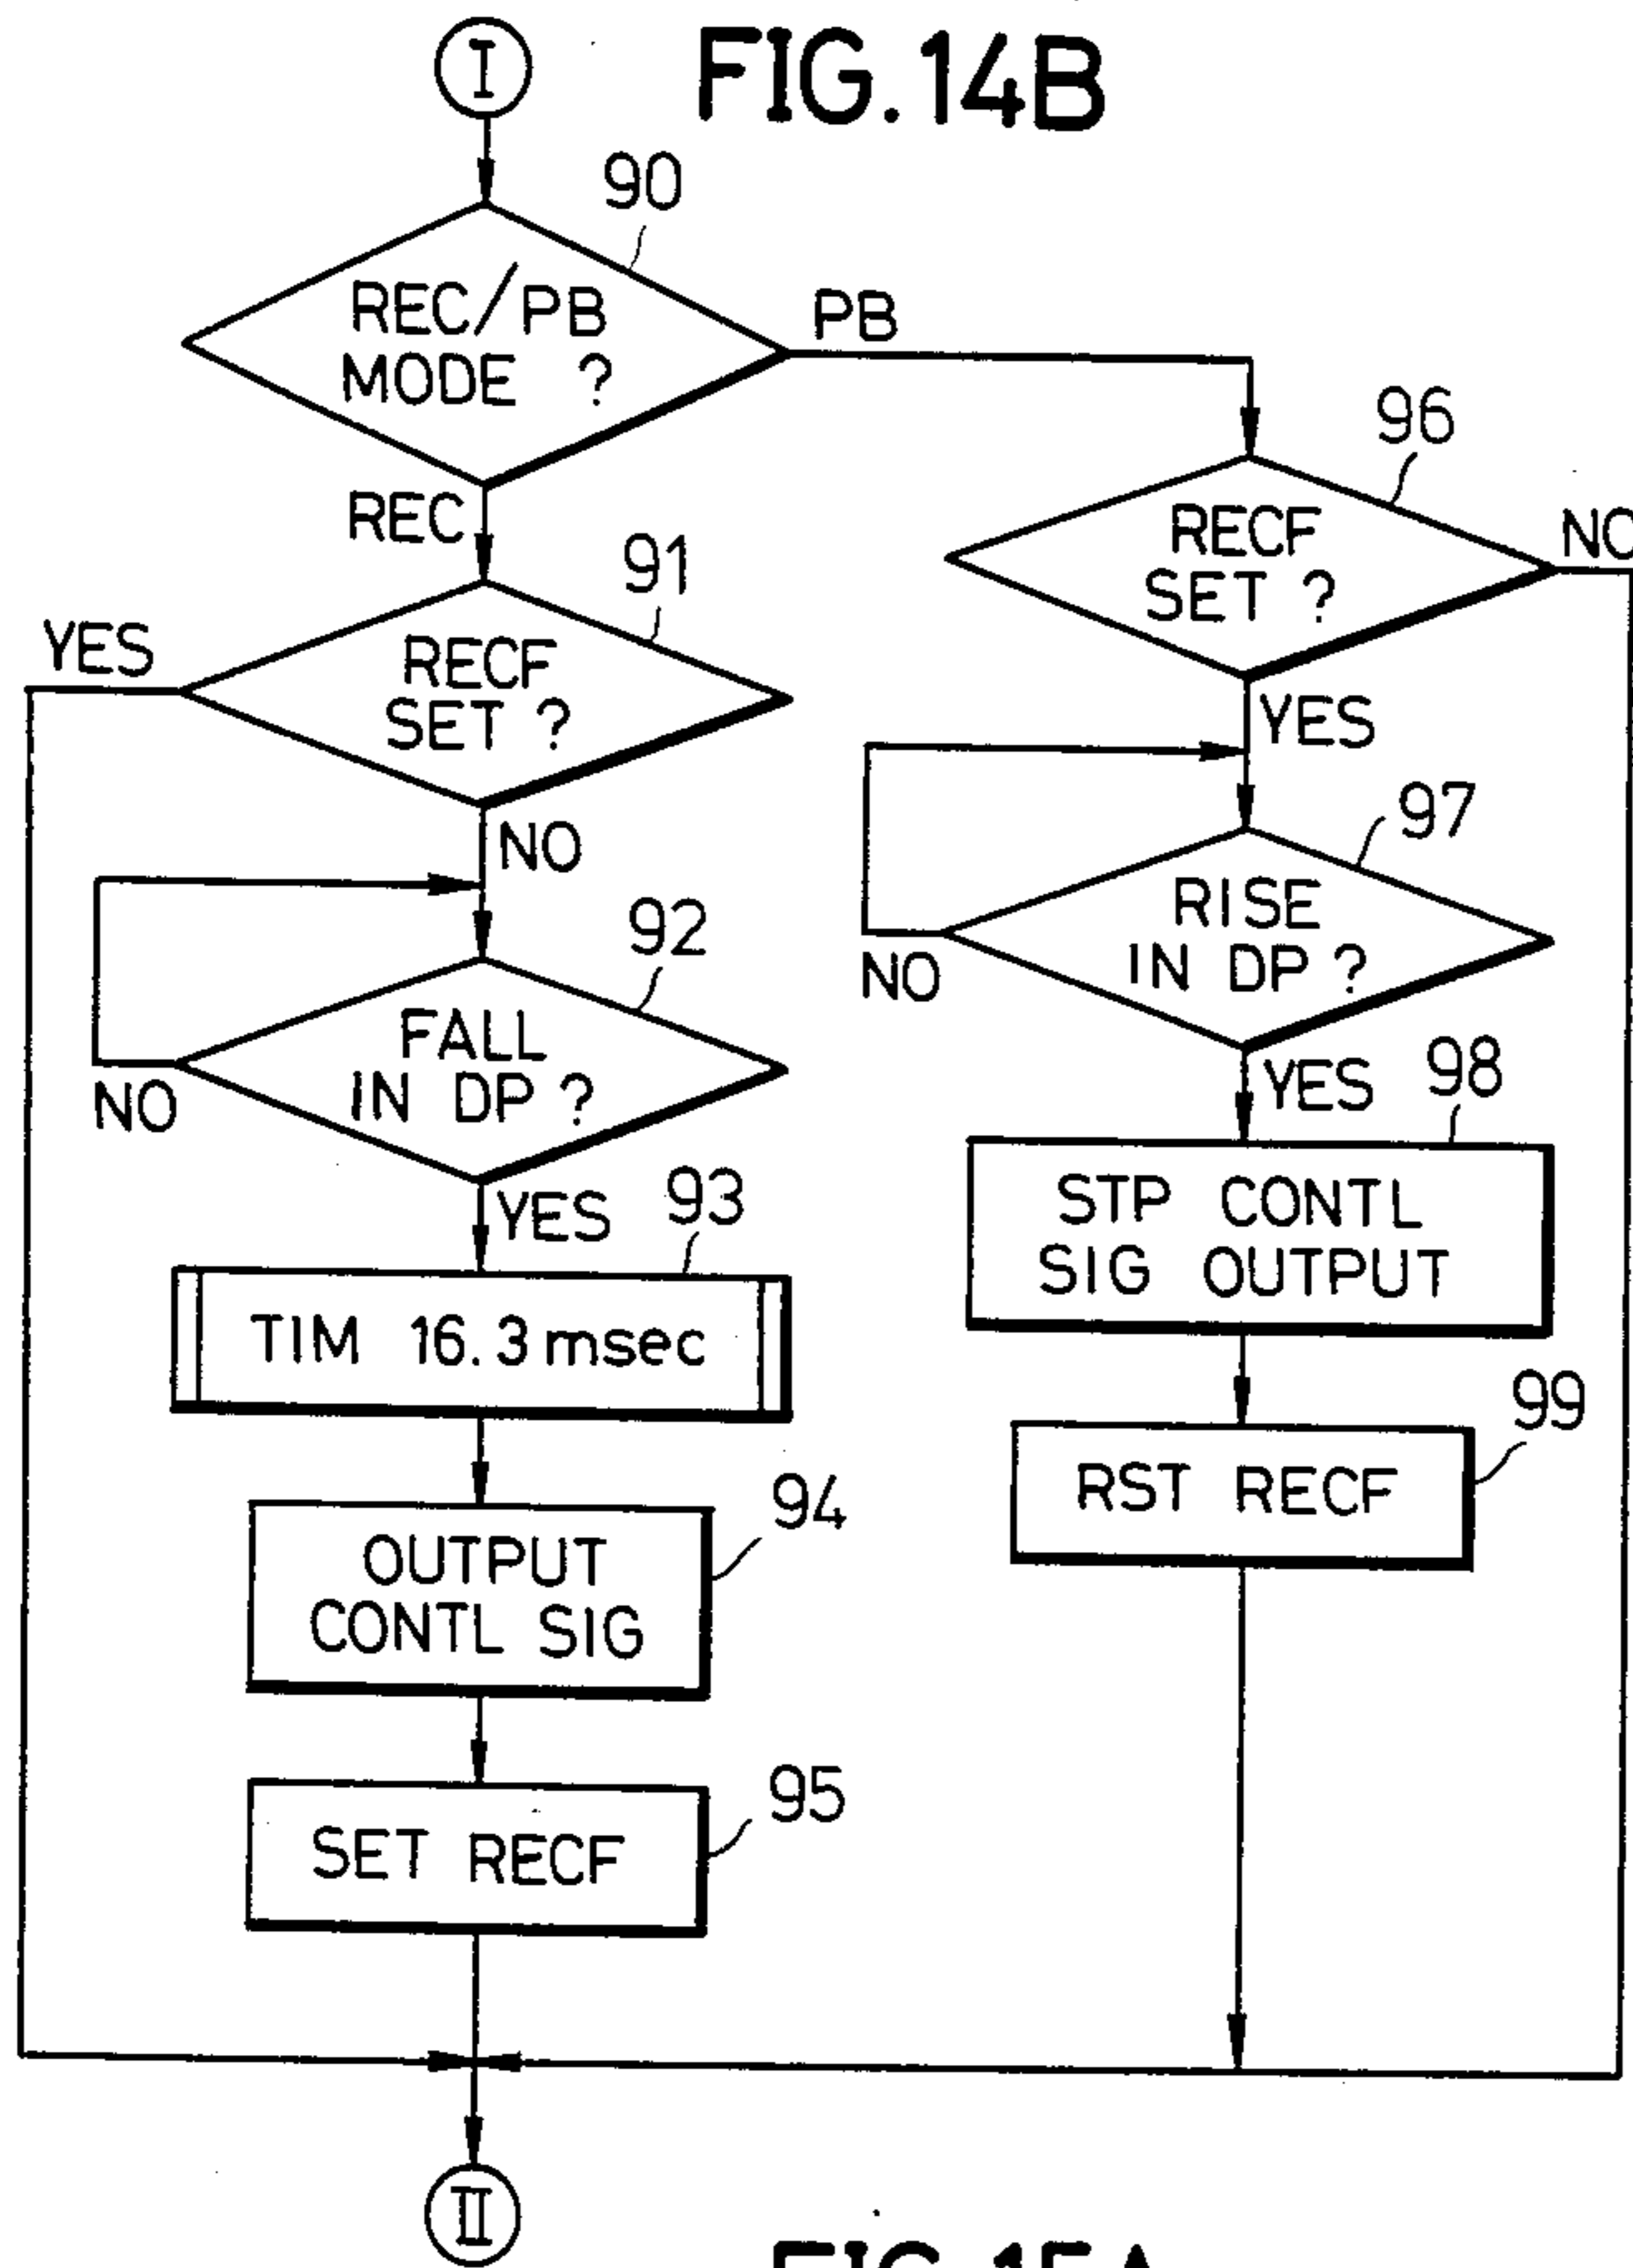 I
FIG. 14B
90
REC/PB
MODE ?
PB
REC
96
RECF
SET ?
NO
91
YES
RECF
SET ?
YES
NO
97
RISE
IN DP ?
NO
92
FALL
IN DP ?
NO
YES
98
STP CONTL
SIG OUTPUT
YES
93
TIM 16.3 msec
99
RST RECF
94
OUTPUT
CONTL SIG
95
SET RECF
II
FIG. 15A